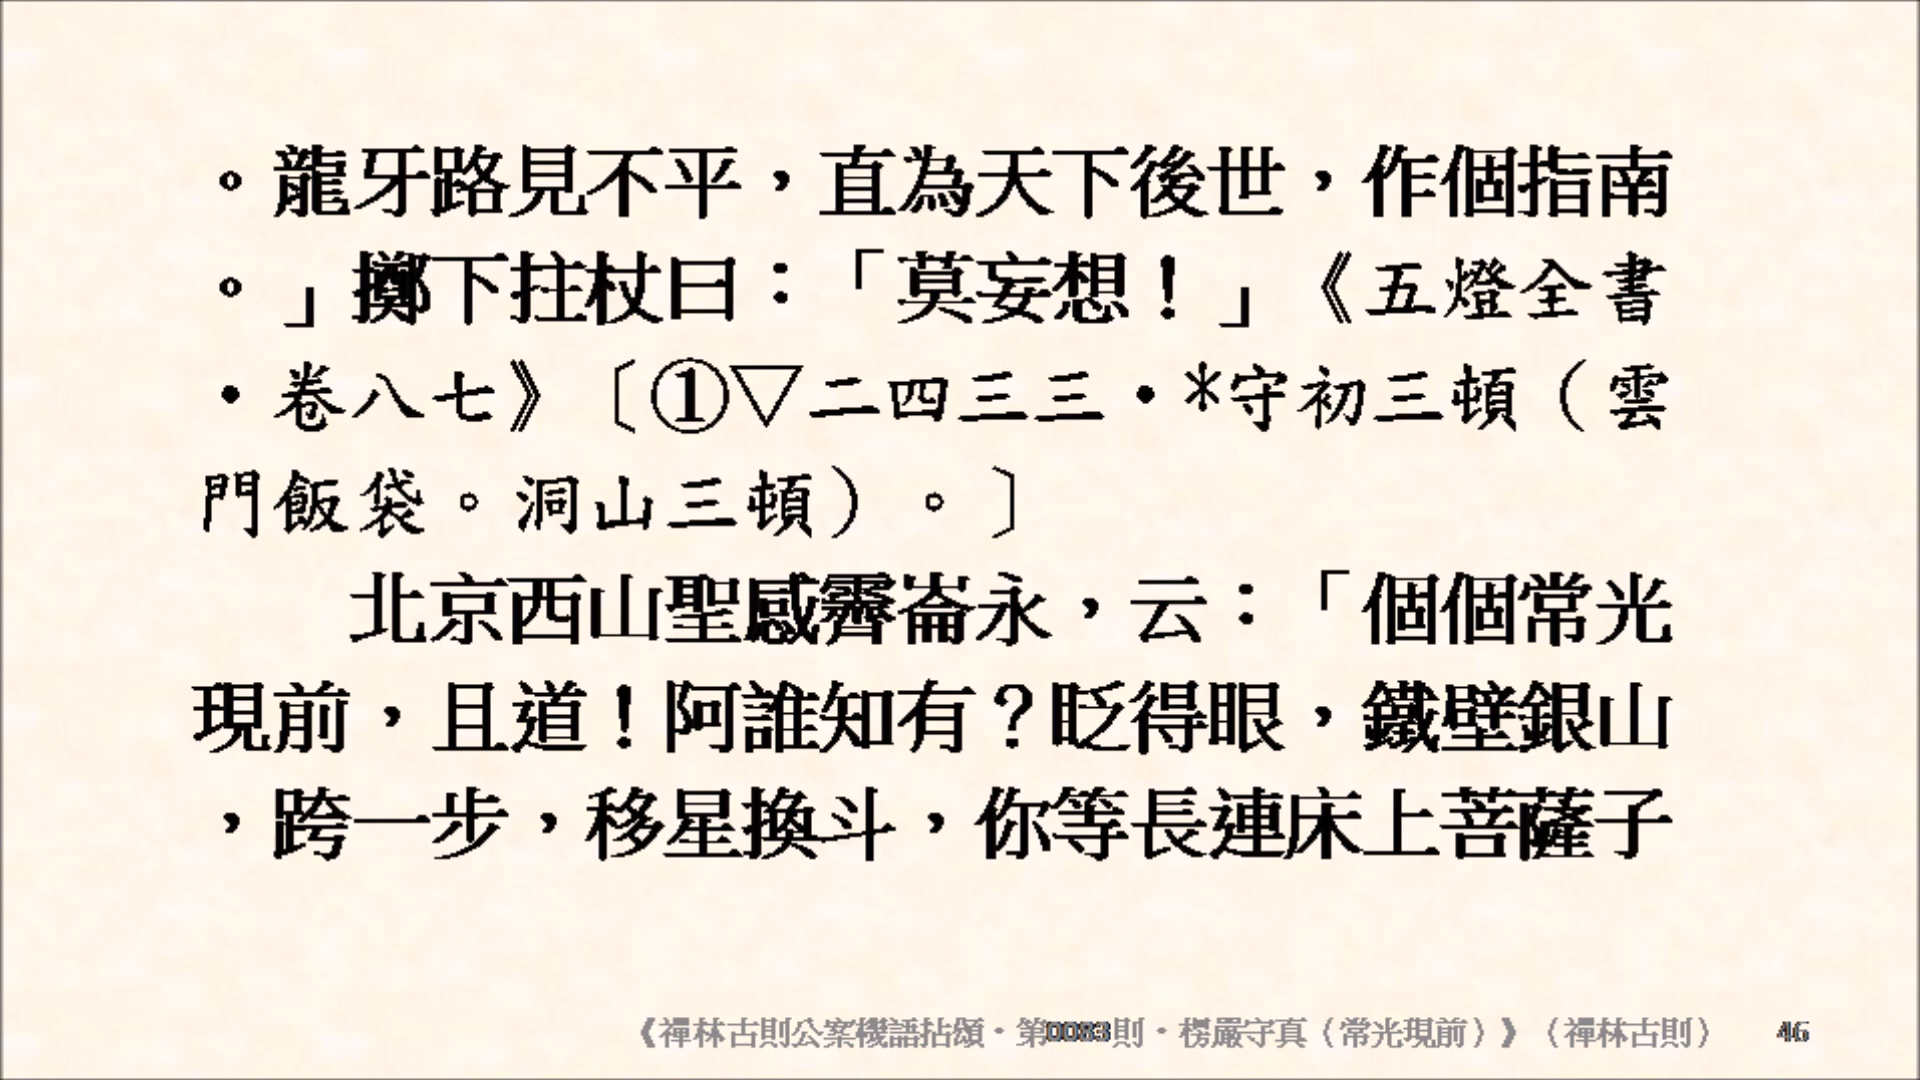 。龍牙路見不平，直為天下後世，作個指南
。」擲下拄杖曰：「莫妄想！」《五燈全書
・卷八七》〔①▽二四三三・*守初三頓（雲
門飯袋。洞山三頓）。〕
北京西山聖感霽崙永，云：「個個常光
現前，且道！阿誰知有？眨得眼，鐵壁銀山
，跨一步，移星換斗，你等長連床上菩薩子
《禪林古則公案機語拈頌・第0083則・楞嚴守真（常光現前）》（禪林古則） 46